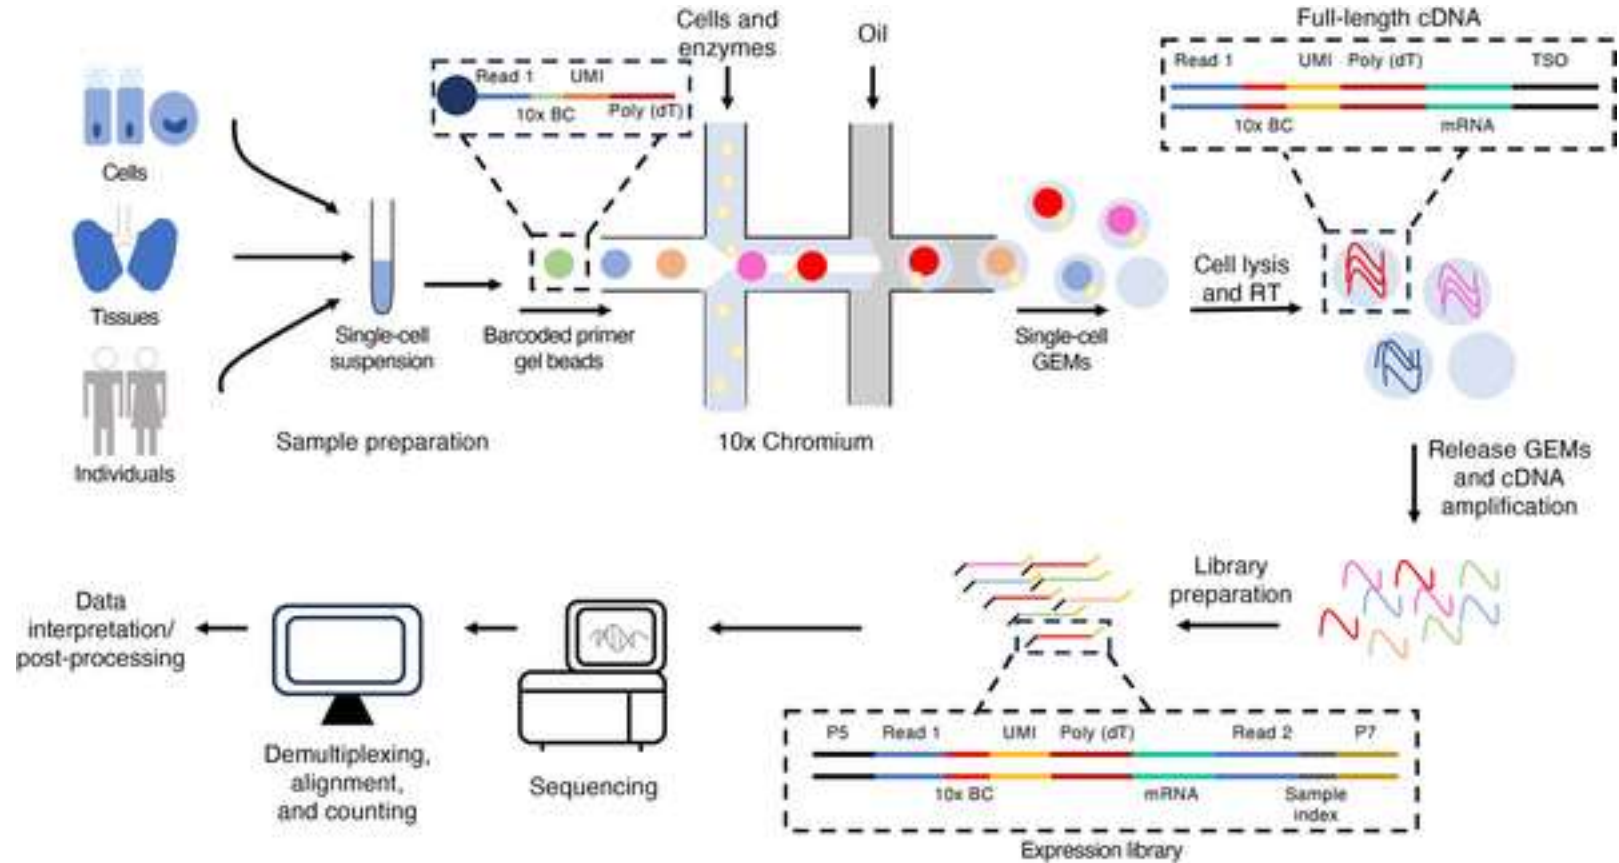 Cells and
enzymes
Oil
Full-length cDNA
Read 1 UMI
10x BC Poly (dT)
Read 1 UMI Poly (dT) TSO
10x BC mRNA
Cells
Tissues
Individuals
Single-cell
suspension
Barcoded primer
gel beads
Single-cell
GEMs
Cell lysis
and RT
Sample preparation
10x Chromium
Release GEMs
and cDNA
amplification
Library
preparation
Data
interpretation/
post-processing
Demultiplexing,
alignment,
and counting
Sequencing
P5 Read 1 UMI Poly (dT) Read 2 P7
10x BC mRNA Sample
index
Expression library